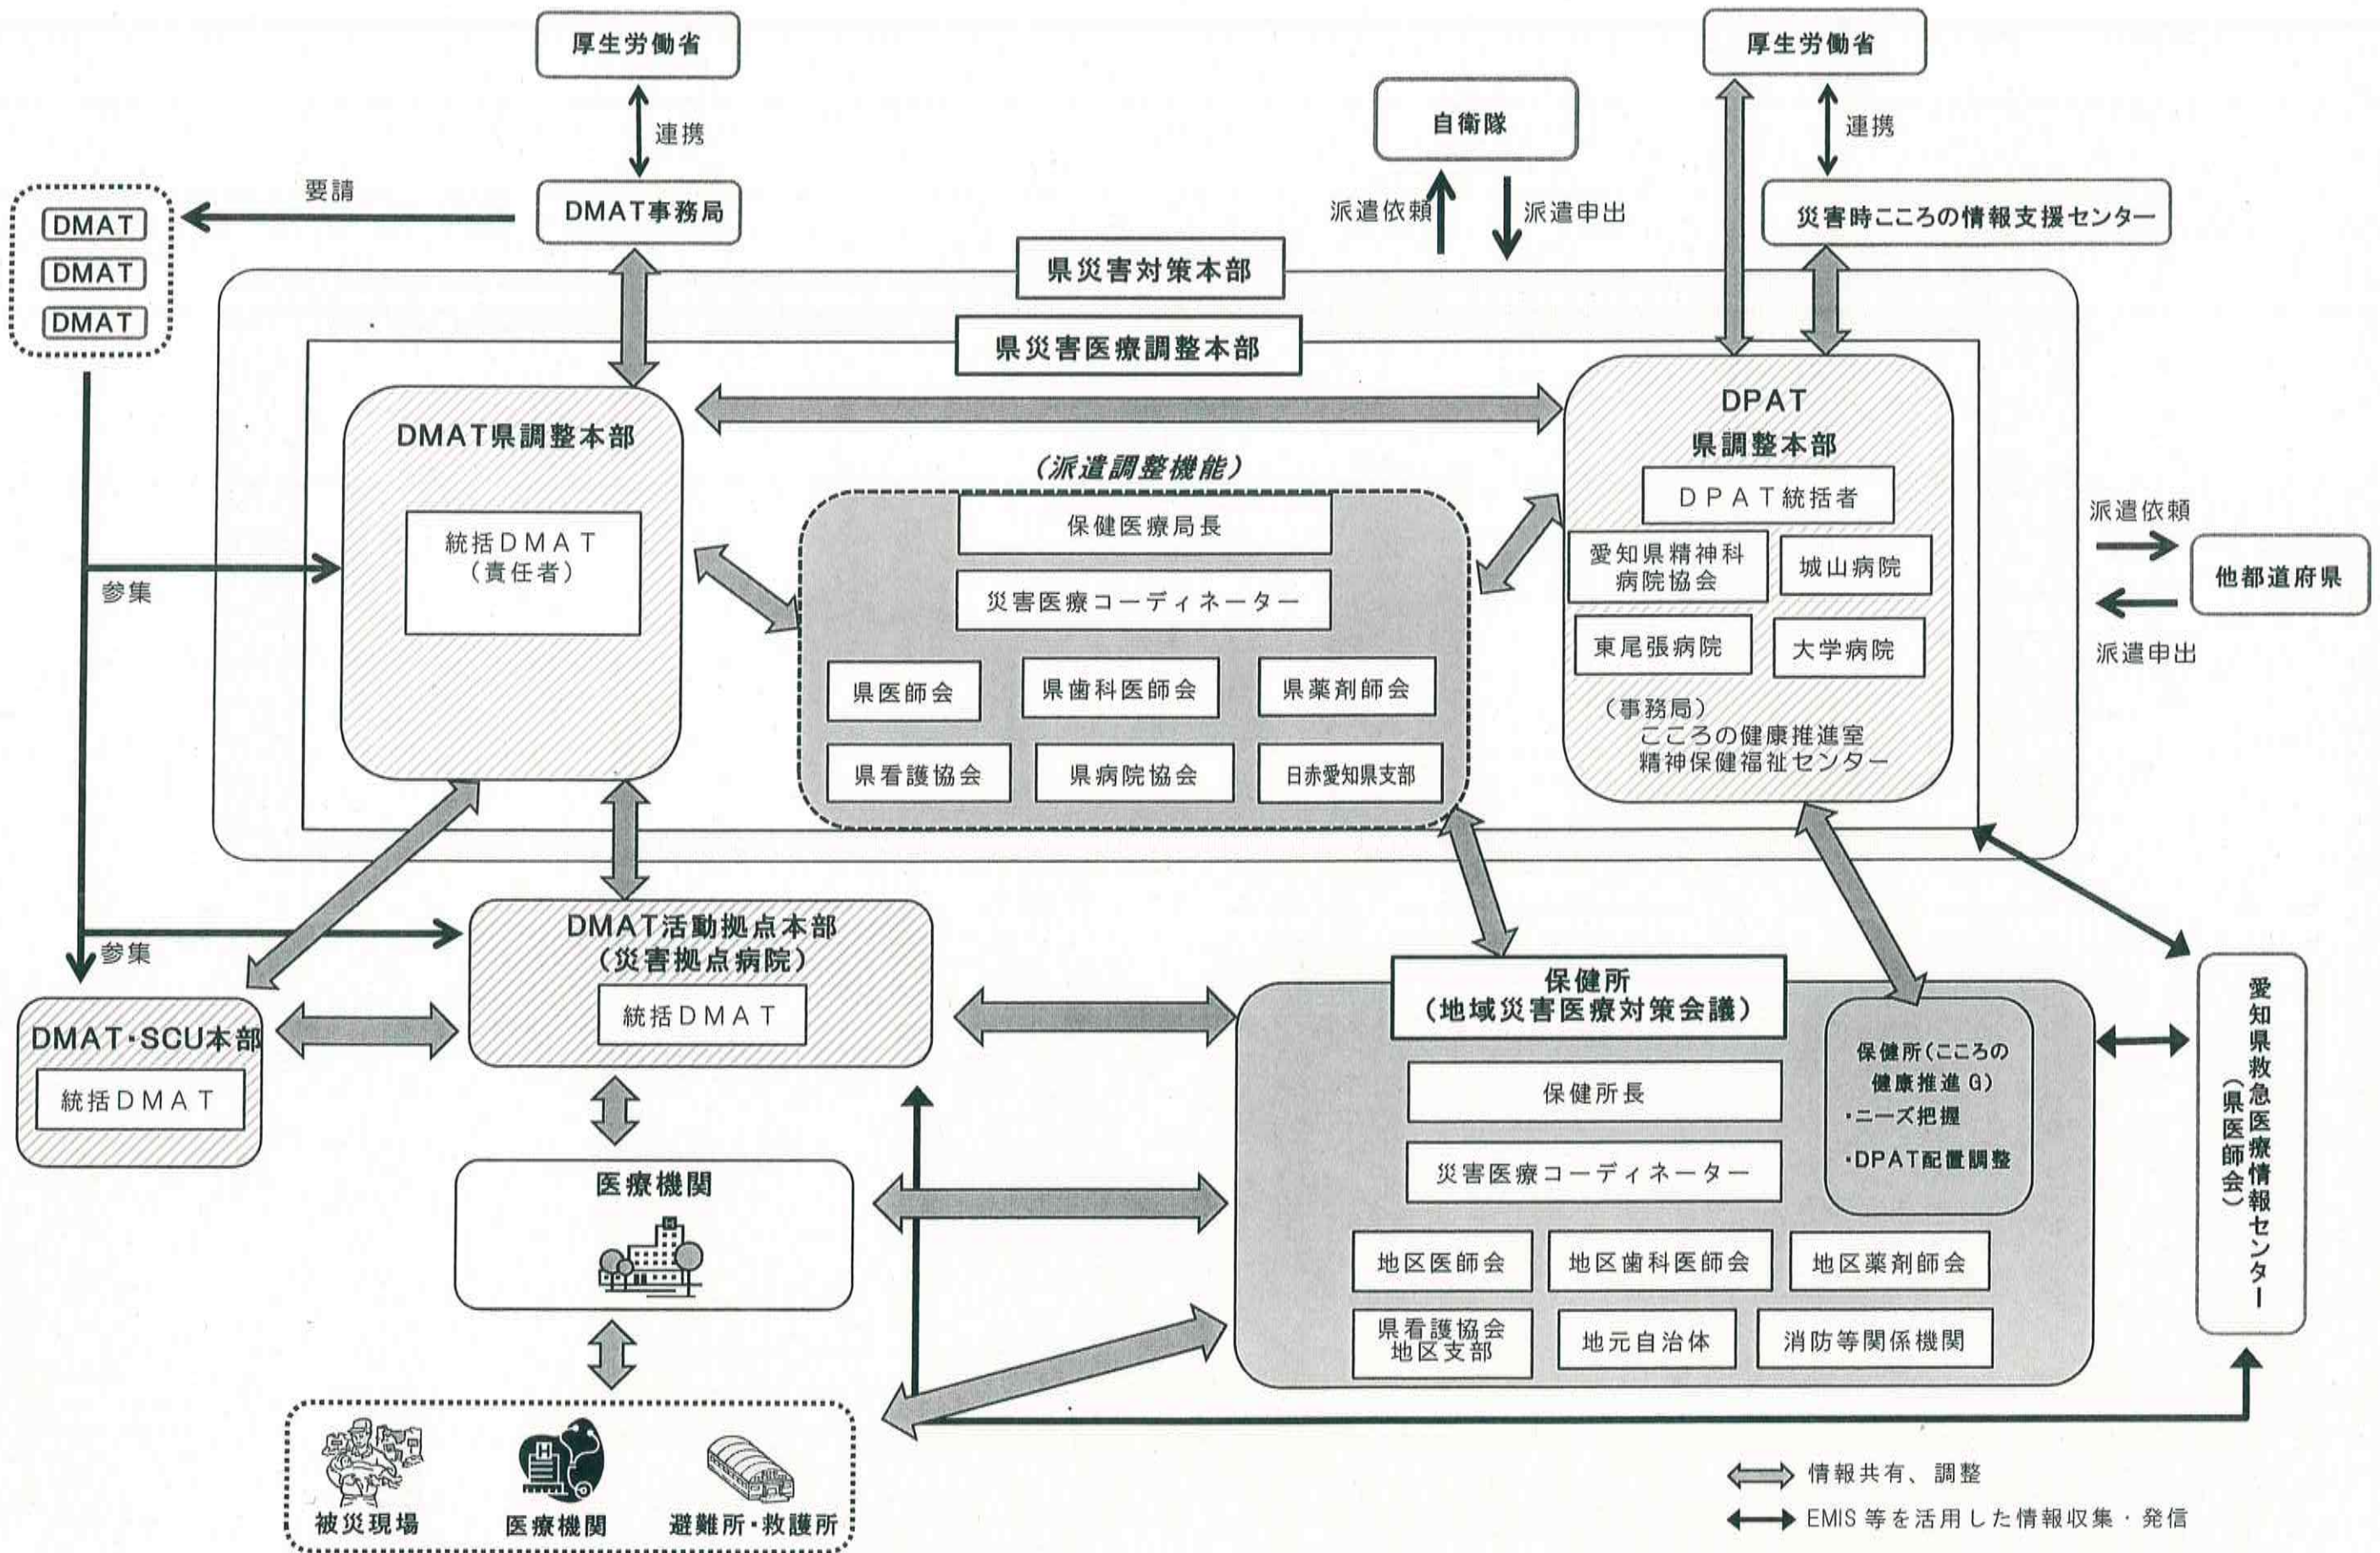 厚生労働省
連携
DMAT事務局
要請
DMAT
DMAT
DMAT
参集
参集
自衛隊
派遣依頼
派遣申出
厚生労働省
連携
災害時こころの情報支援センター
県災害対策本部
県災害医療調整本部
DMAT県調整本部
統括DMAT
（責任者）
（派遣調整機能）
保健医療局長
災害医療コーディネーター
県医師会
県歯科医師会
県薬剤師会
県看護協会
県病院協会
日赤愛知県支部
DPAT
県調整本部
DPAT統括者
愛知県精神科
病院協会
城山病院
東尾張病院
大学病院
（事務局）
こころの健康推進室
精神保健福祉センター
派遣依頼
他都道府県
派遣申出
DMAT活動拠点本部
（災害拠点病院）
統括DMAT
DMAT・SCU本部
統括DMAT
医療機関
H
被災現場
H
医療機関
避難所・救護所
保健所
（地域災害医療対策会議）
保健所長
災害医療コーディネーター
保健所（こころの
健康推進G）
・ニーズ把握
・DPAT配置調整
地区医師会
地区歯科医師会
地区薬剤師会
県看護協会
地区支部
地元自治体
消防等関係機関
愛知県救急医療情報センター
（県医師会）
情報共有、調整
EMIS等を活用した情報収集・発信